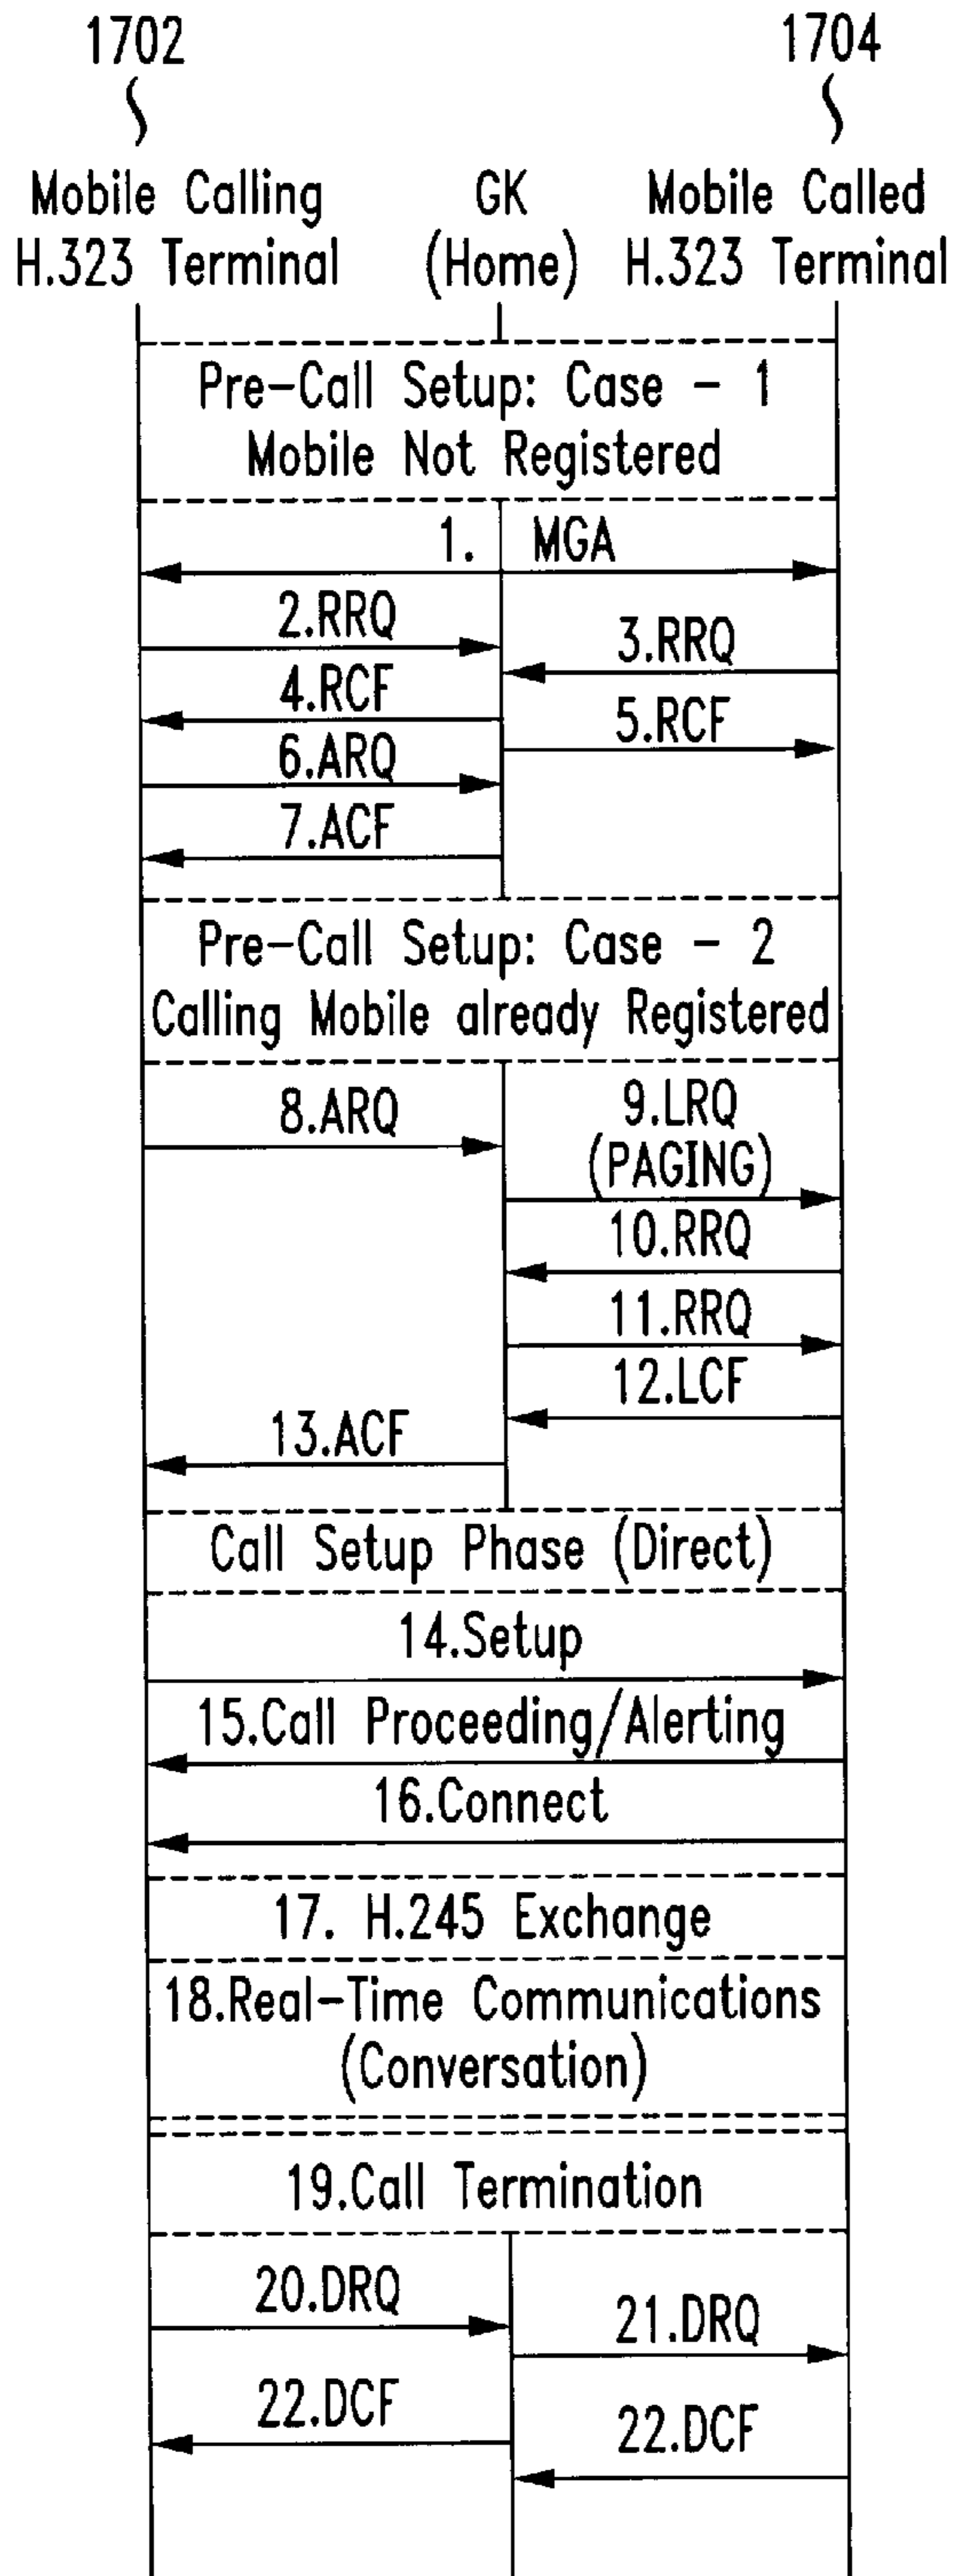 1702
1704
Mobile Calling
H.323 Terminal
GK
(Home)
Mobile Called
H.323 Terminal
Pre-Call Setup: Case - 1
Mobile Not Registered
1. MGA
2.RRQ
3.RRQ
4.RCF
5.RCF
6.ARQ
7.ACF
Pre-Call Setup: Case - 2
Calling Mobile already Registered
8.ARQ
9.LRQ
(PAGING)
10.RRQ
11.RRQ
12.LCF
13.ACF
Call Setup Phase (Direct)
14.Setup
15.Call Proceeding/Alerting
16.Connect
17. H.245 Exchange
18.Real-Time Communications
(Conversation)
19.Call Termination
20.DRQ
21.DRQ
22.DCF
22.DCF